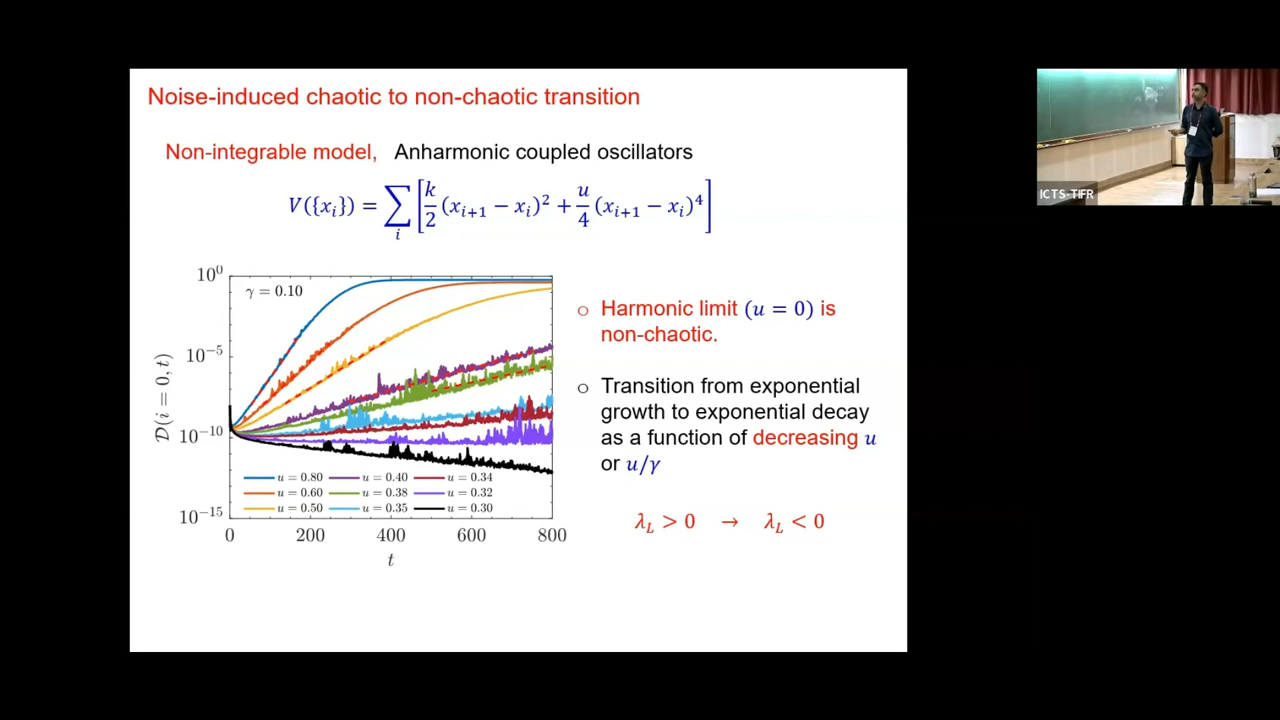 Noise-induced chaotic to non-chaotic transition
Non-integrable model, Anharmonic coupled oscillators
V({x_i}) = ∑_i [k/2 (x_{i+1} − x_i)^2 + u/4 (x_{i+1} − x_i)^4]
10^0
γ = 0.10
10^{-5}
10^{-10}
10^{-15}
𝒟(i = 0, t)
u = 0.80 u = 0.40 u = 0.34
u = 0.60 u = 0.38 u = 0.32
u = 0.50 u = 0.35 u = 0.30
0 200 400 600 800
t
○ Harmonic limit (u = 0) is
non-chaotic.
○ Transition from exponential
growth to exponential decay
as a function of decreasing u
or u/γ
λ_L > 0 → λ_L < 0
ICTS-TIFR